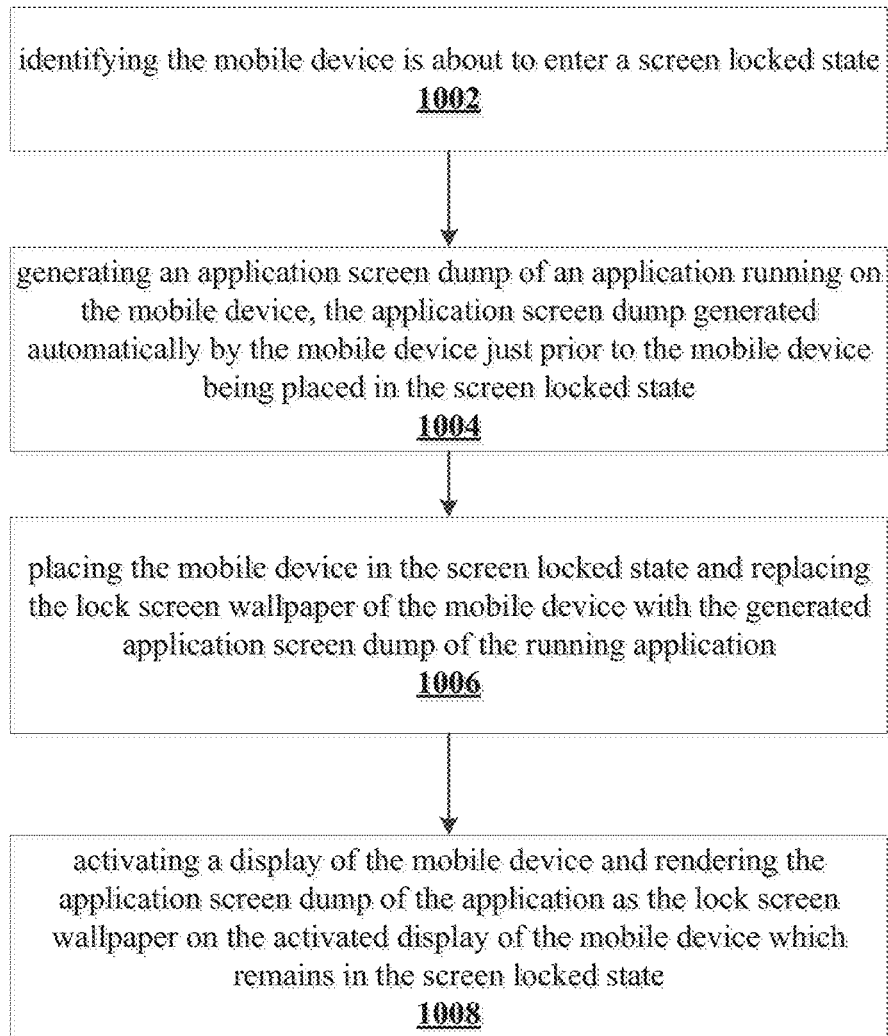 identifying the mobile device is about to enter a screen locked state
1002
generating an application screen dump of an application running on
the mobile device, the application screen dump generated
automatically by the mobile device just prior to the mobile device
being placed in the screen locked state
1004
placing the mobile device in the screen locked state and replacing
the lock screen wallpaper of the mobile device with the generated
application screen dump of the running application
1006
activating a display of the mobile device and rendering the
application screen dump of the application as the lock screen
wallpaper on the activated display of the mobile device which
remains in the screen locked state
1008